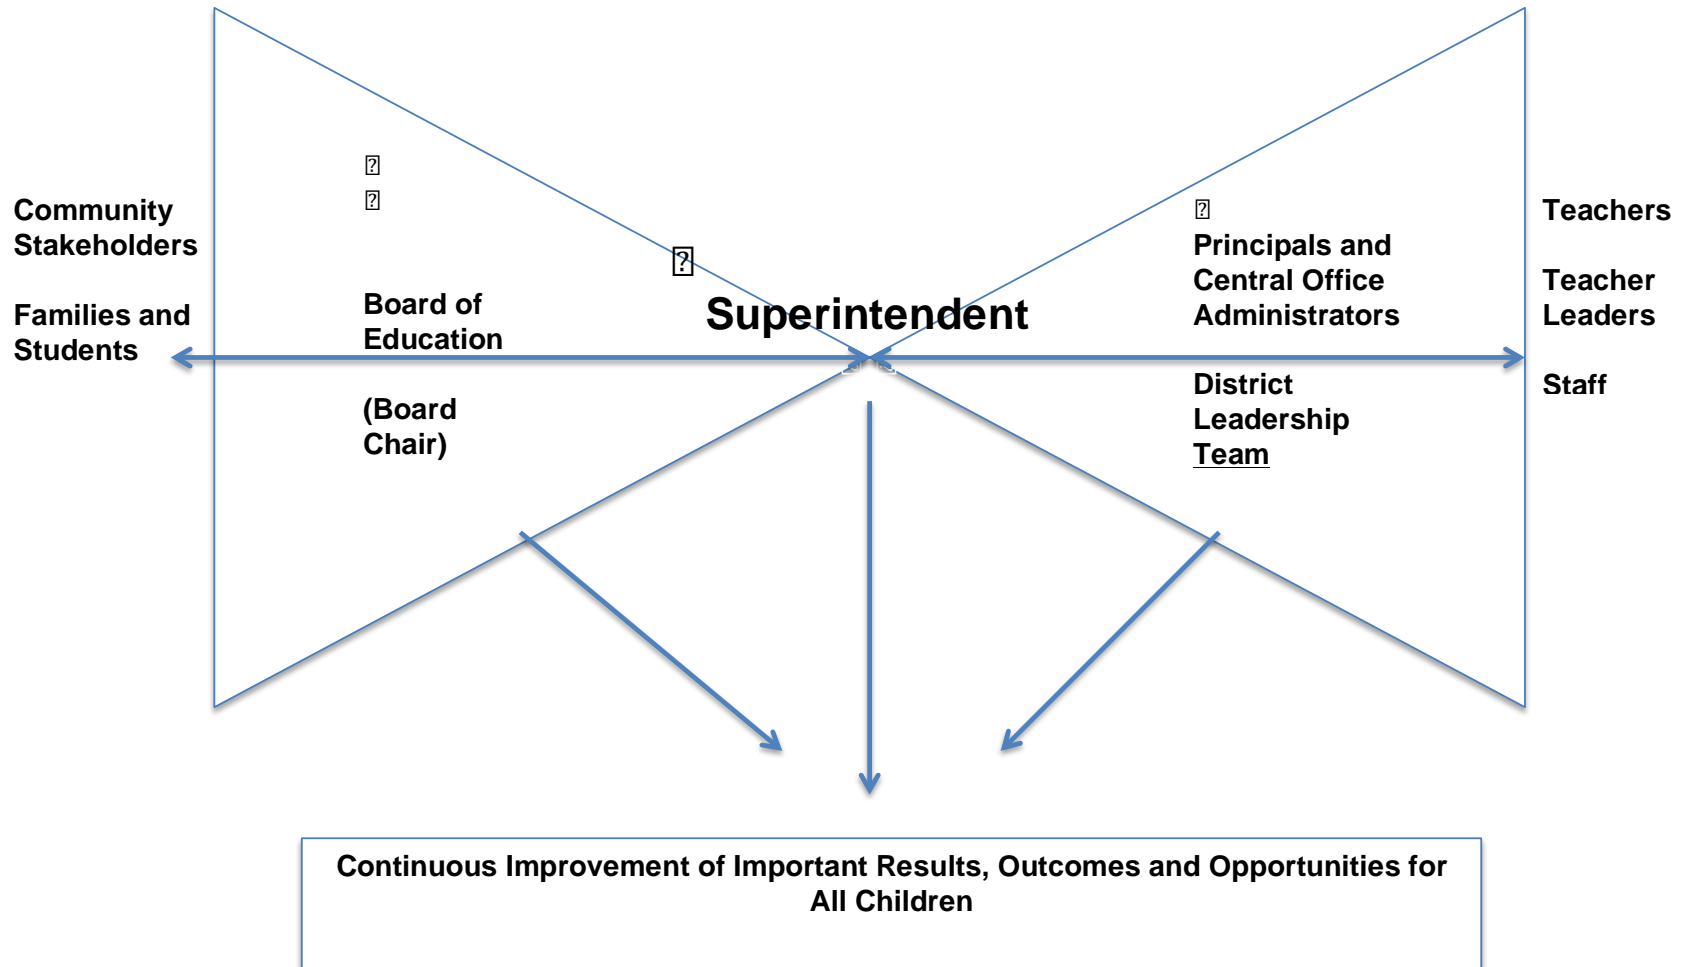 Community
Stakeholders
Families and
Students
Board of
Education
(Board
Chair)
Superintendent
Principals and
Central Office
Administrators
District
Leadership
Team
Teachers
Teacher
Leaders
Staff
Continuous Improvement of Important Results, Outcomes and Opportunities for
All Children